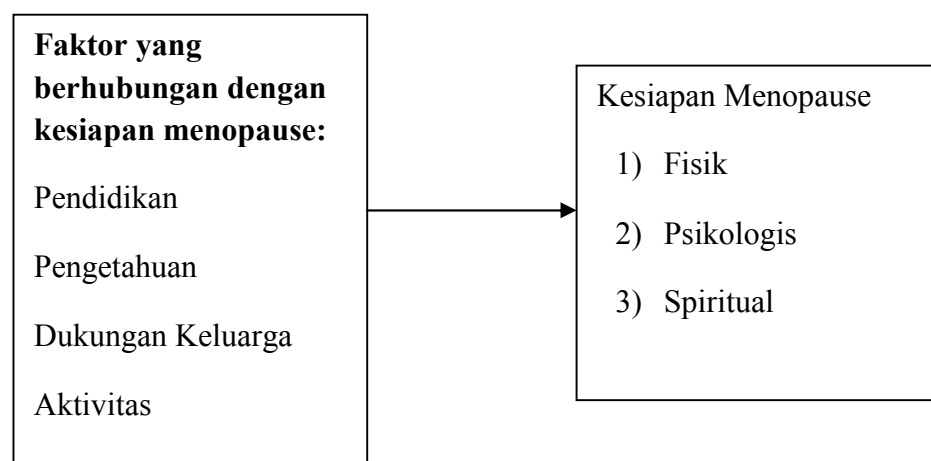 Faktor yang
berhubungan dengan
kesiapan menopause:
Pendidikan
Pengetahuan
Dukungan Keluarga
Aktivitas
Kesiapan Menopause
1) Fisik
2) Psikologis
3) Spiritual